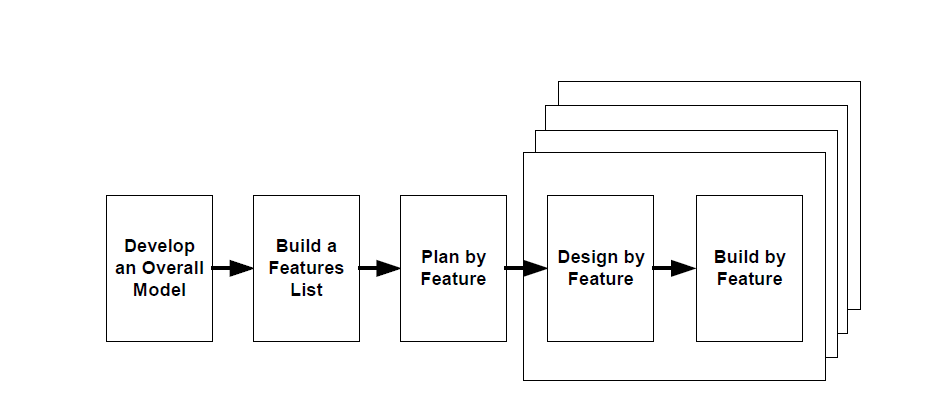 Develop
an Overall
Model
Build a
Features
List
Plan by
Feature
Design by
Feature
Build by
Feature